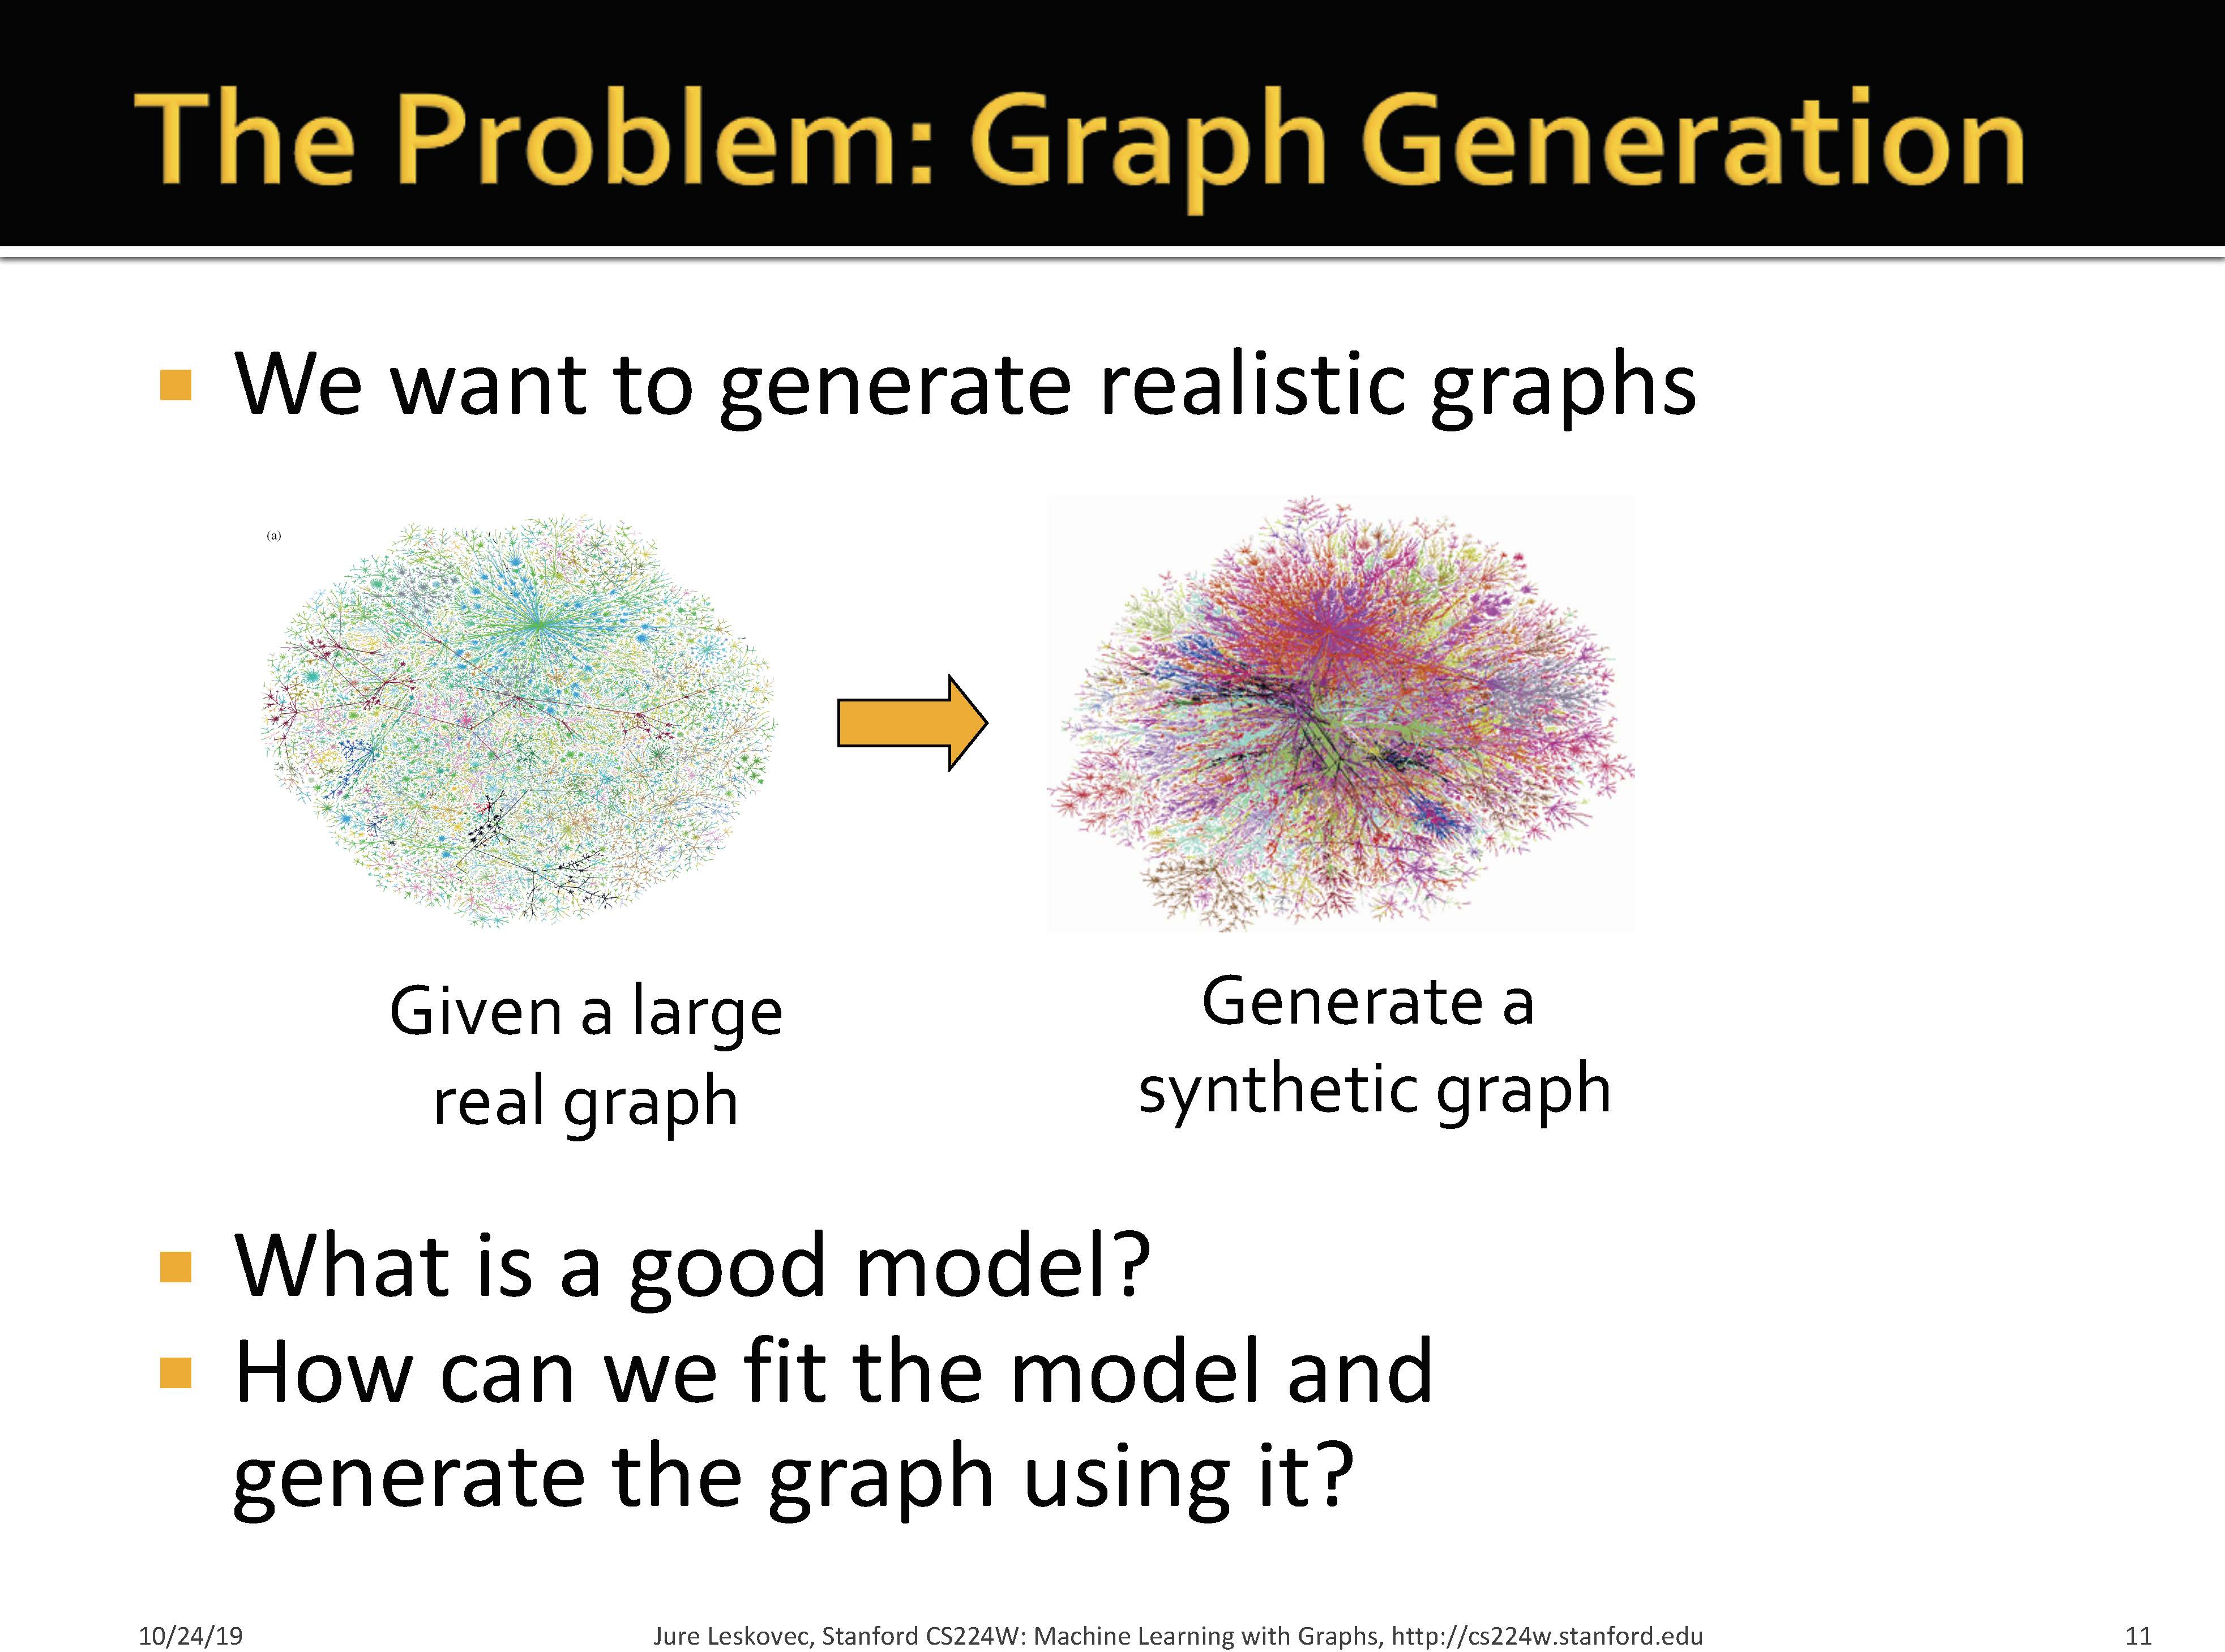 The Problem: Graph Generation
We want to generate realistic graphs
(a)
Given a large
real graph
Generate a
synthetic graph
What is a good model?
How can we fit the model and
generate the graph using it?
10/24/19
Jure Leskovec, Stanford CS224W: Machine Learning with Graphs, http://cs224w.stanford.edu
11